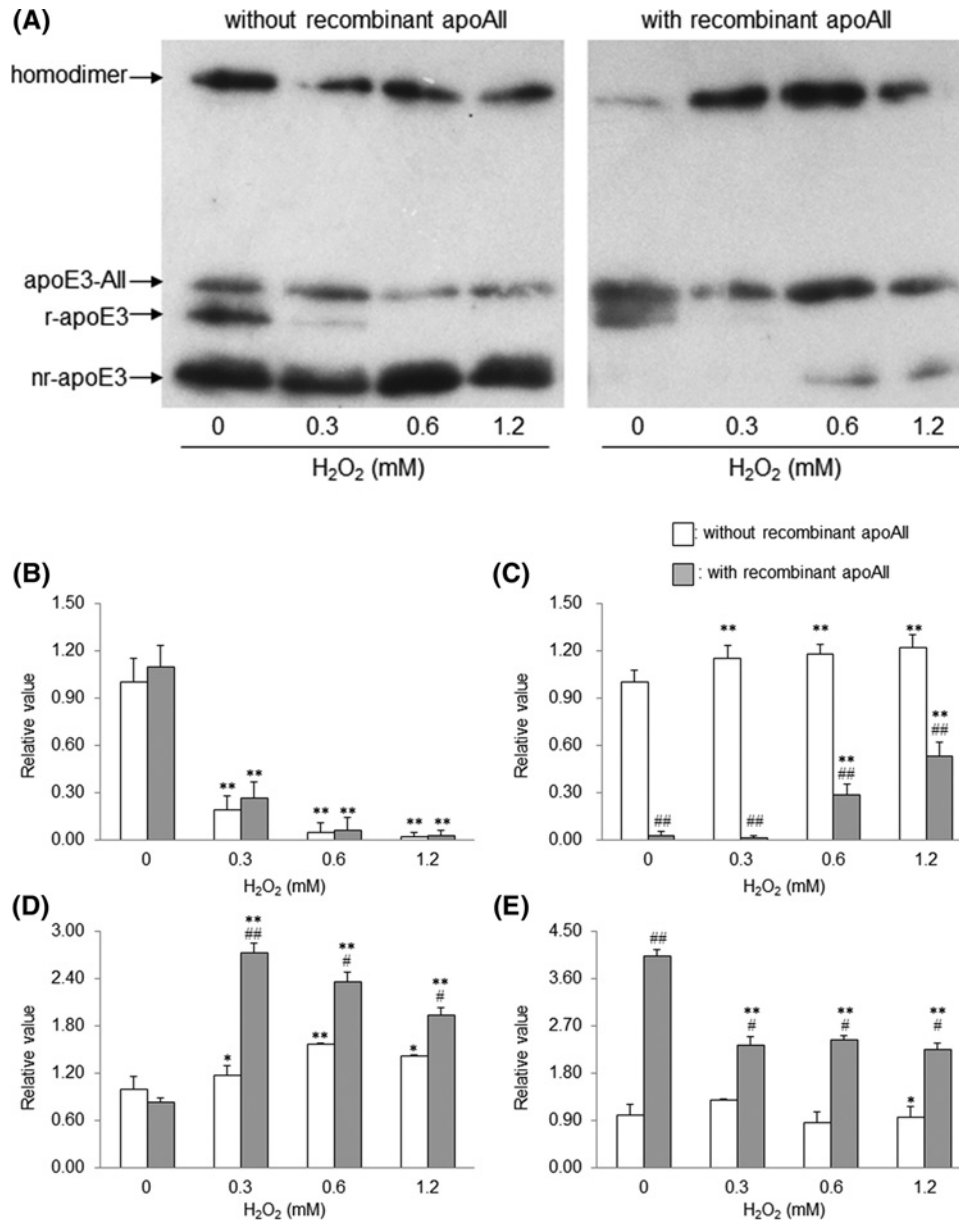 (A)
without recombinant apoAII
with recombinant apoAII
homodimer
apoE3-AII
r-apoE3
nr-apoE3
0 0.3 0.6 1.2
H₂O₂ (mM)
0 0.3 0.6 1.2
H₂O₂ (mM)
: without recombinant apoAII
: with recombinant apoAII
(B)
Relative value
1.50
1.20
0.90
0.60
0.30
0.00
** ** ** ** ** **
0 0.3 0.6 1.2
H₂O₂ (mM)
(C)
Relative value
1.50
1.20
0.90
0.60
0.30
0.00
** ** **
** **
## ## ## ##
0 0.3 0.6 1.2
H₂O₂ (mM)
(D)
Relative value
3.00
2.40
1.80
1.20
0.60
0.00
** ** **
## # #
* ** *
0 0.3 0.6 1.2
H₂O₂ (mM)
(E)
Relative value
4.50
3.60
2.70
1.80
0.90
0.00
##
** ** **
# # #
*
0 0.3 0.6 1.2
H₂O₂ (mM)